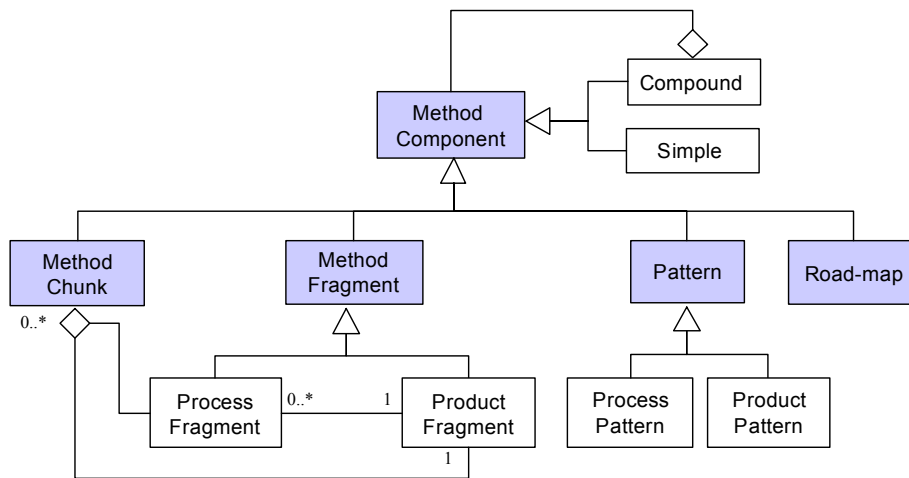 Compound
Method
Component
Simple
Method
Chunk
Method
Fragment
Pattern
Road-map
0..*
Process
Fragment
0..*
1
Product
Fragment
Process
Pattern
Product
Pattern
1